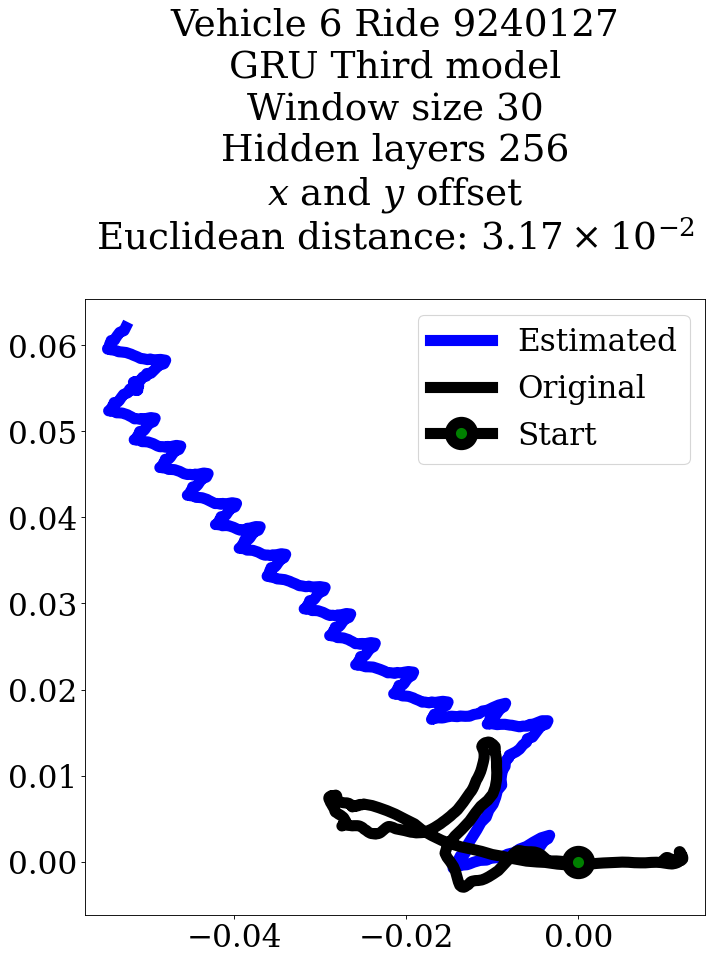 Vehicle 6 Ride 9240127
GRU Third model
Window size 30
Hidden layers 256
x and y offset
Euclidean distance: 3.17 × 10⁻²
Estimated
Original
Start
0.06
0.05
0.04
0.03
0.02
0.01
0.00
−0.04
−0.02
0.00